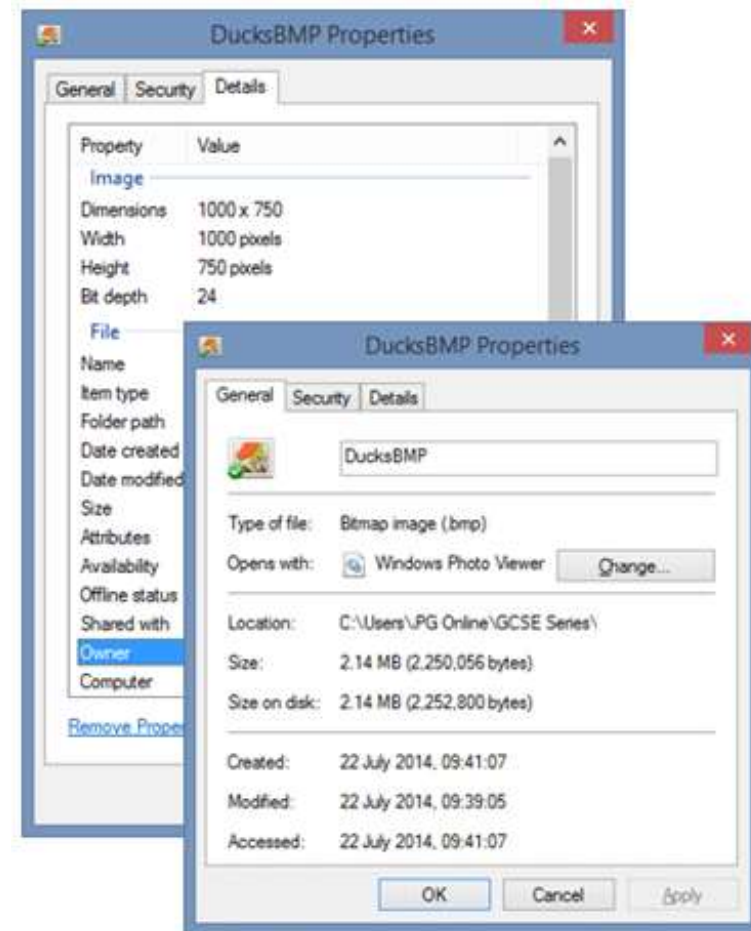 DucksBMP Properties
General Security Details
Property Value
Image
Dimensions 1000 x 750
Width 1000 pixels
Height 750 pixels
Bit depth 24
File
Name
Item type
Folder path
Date created
Date modified
Size
Attributes
Availability
Offline status
Shared with
Owner
Computer
Remove Prope
DucksBMP Properties
General Security Details
DucksBMP
Type of file: Bitmap image (.bmp)
Opens with: Windows Photo Viewer Change...
Location: C:\Users\PG Online\GCSE Series\
Size: 2.14 MB (2,250,056 bytes)
Size on disk: 2.14 MB (2,252,800 bytes)
Created: 22 July 2014, 09:41:07
Modified: 22 July 2014, 09:39:05
Accessed: 22 July 2014, 09:41:07
OK Cancel Apply